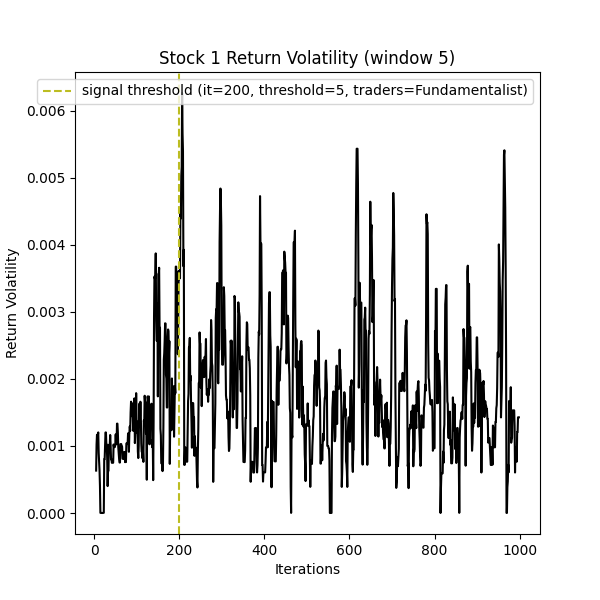 Stock 1 Return Volatility (window 5)
signal threshold (it=200, threshold=5, traders=Fundamentalist)
0.006
0.005
0.004
0.003
0.002
0.001
0.000
Return Volatility
0 200 400 600 800 1000
Iterations